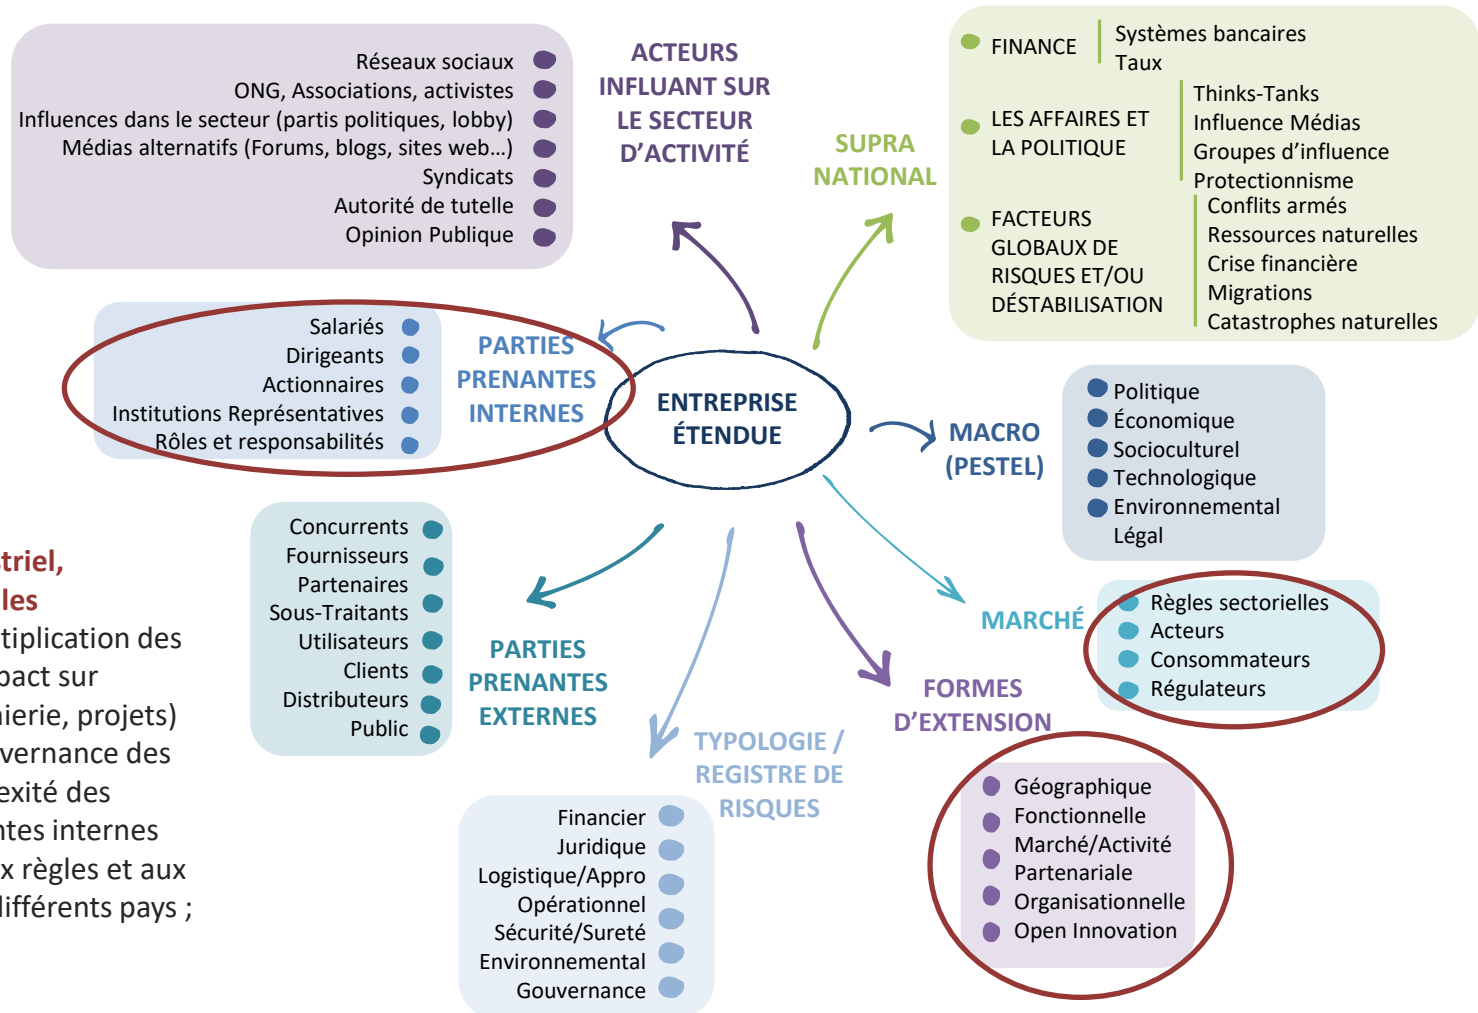 Réseaux sociaux
ONG, Associations, activistes
Influences dans le secteur (partis politiques, lobby)
Médias alternatifs (Forums, blogs, sites web…)
Syndicats
Autorité de tutelle
Opinion Publique
ACTEURS
INFLUANT SUR
LE SECTEUR
D’ACTIVITÉ
SUPRA
NATIONAL
FINANCE
Systèmes bancaires
Taux
LES AFFAIRES ET
LA POLITIQUE
Thinks-Tanks
Influence Médias
Groupes d’influence
Protectionnisme
FACTEURS
GLOBAUX DE
RISQUES ET/OU
DÉSTABILISATION
Conflits armés
Ressources naturelles
Crise financière
Migrations
Catastrophes naturelles
Salariés
Dirigeants
Actionnaires
Institutions Représentatives
Rôles et responsabilités
PARTIES
PRENANTES
INTERNES
ENTREPRISE
ÉTENDUE
MACRO
(PESTEL)
Politique
Économique
Socioculturel
Technologique
Environnemental
Légal
Concurrents
Fournisseurs
Partenaires
Sous-Traitants
Utilisateurs
Clients
Distributeurs
Public
PARTIES
PRENANTES
EXTERNES
MARCHÉ
Règles sectorielles
Acteurs
Consommateurs
Régulateurs
FORMES
D’EXTENSION
Géographique
Fonctionnelle
Marché/Activité
Partenariale
Organisationnelle
Open Innovation
TYPOLOGIE /
REGISTRE DE
RISQUES
Financier
Juridique
Logistique/Appro
Opérationnel
Sécurité/Sureté
Environnemental
Gouvernance
striel,
les
tiplication des
pact sur
nierie, projets)
uvernance des
exité des
ntes internes
x règles et aux
différents pays ;